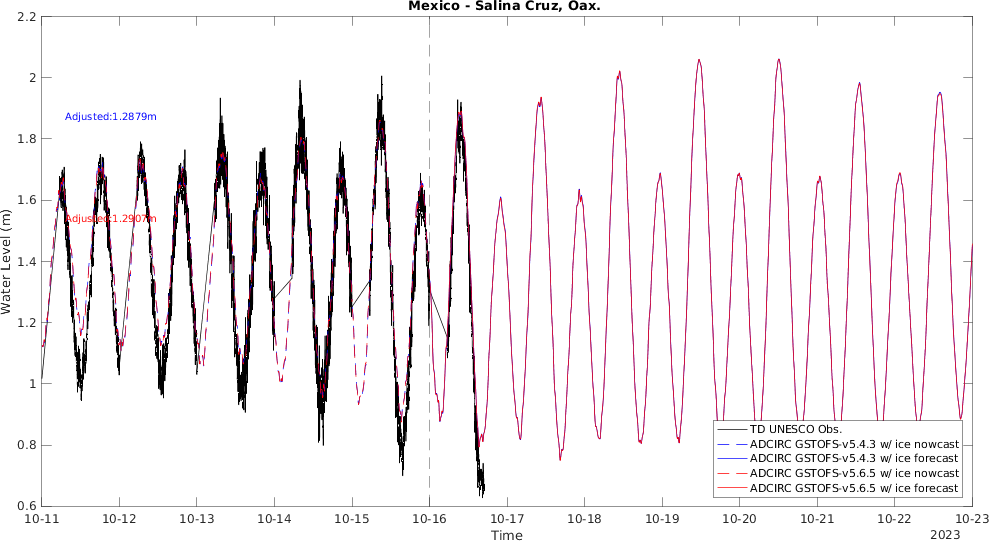 Mexico - Salina Cruz, Oax.
2.2
2
1.8
1.6
1.4
1.2
1
0.8
0.6
Water Level (m)
Adjusted:1.2879m
Adjusted:1.2907m
TD UNESCO Obs.
ADCIRC GSTOFS-v5.4.3 w/ ice nowcast
ADCIRC GSTOFS-v5.4.3 w/ ice forecast
ADCIRC GSTOFS-v5.6.5 w/ ice nowcast
ADCIRC GSTOFS-v5.6.5 w/ ice forecast
10-11 10-12 10-13 10-14 10-15 10-16 10-17 10-18 10-19 10-20 10-21 10-22 10-23
Time
2023